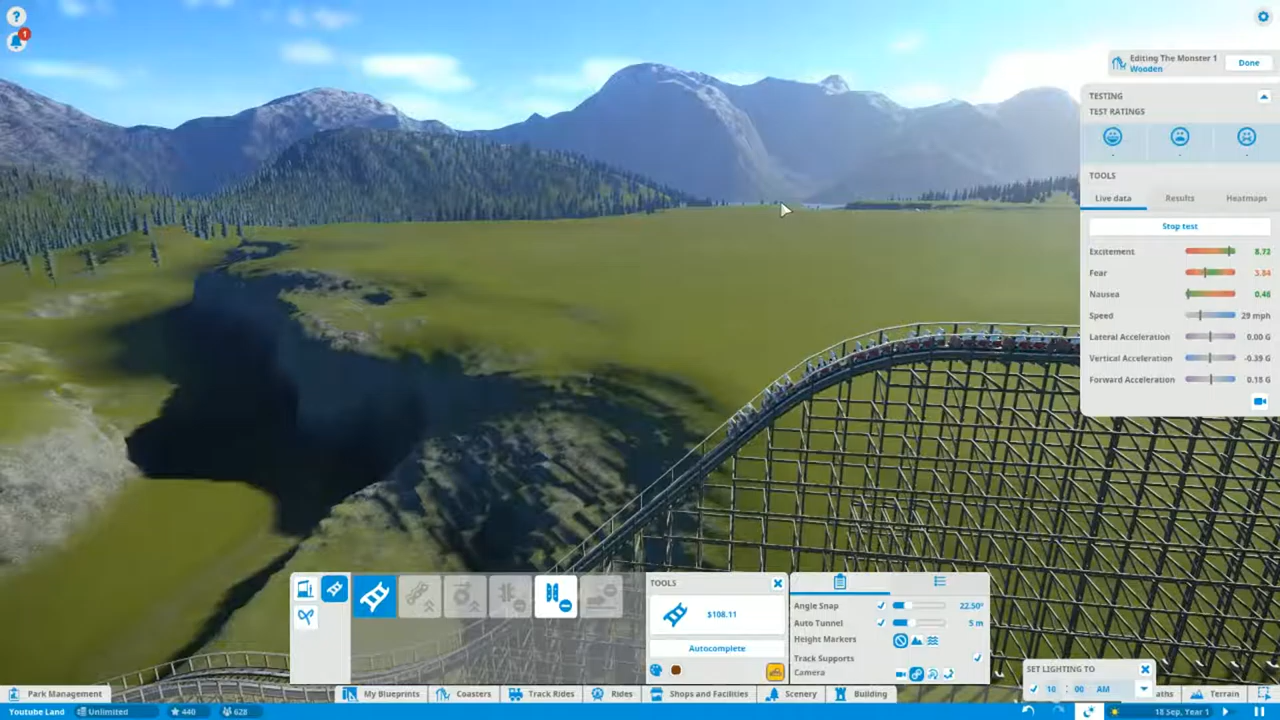 ?
1
Editing The Monster 1
Wooden
Done
TESTING
TEST RATINGS
-
-
-
TOOLS
Live data
Results
Heatmaps
Stop test
Excitement 8.72
Fear 3.84
Nausea 0.46
Speed 29 mph
Lateral Acceleration 0.00 G
Vertical Acceleration -0.39 G
Forward Acceleration 0.18 G
TOOLS
$108.11
Autocomplete
Angle Snap 22.50°
Auto Tunnel 5 m
Height Markers
Track Supports
Camera
SET LIGHTING TO
10 : 00 AM
Park Management
My Blueprints
Coasters
Track Rides
Rides
Shops and Facilities
Scenery
Building
aths
Terrain
Youtube Land
Unlimited
440
628
18 Sep, Year 1